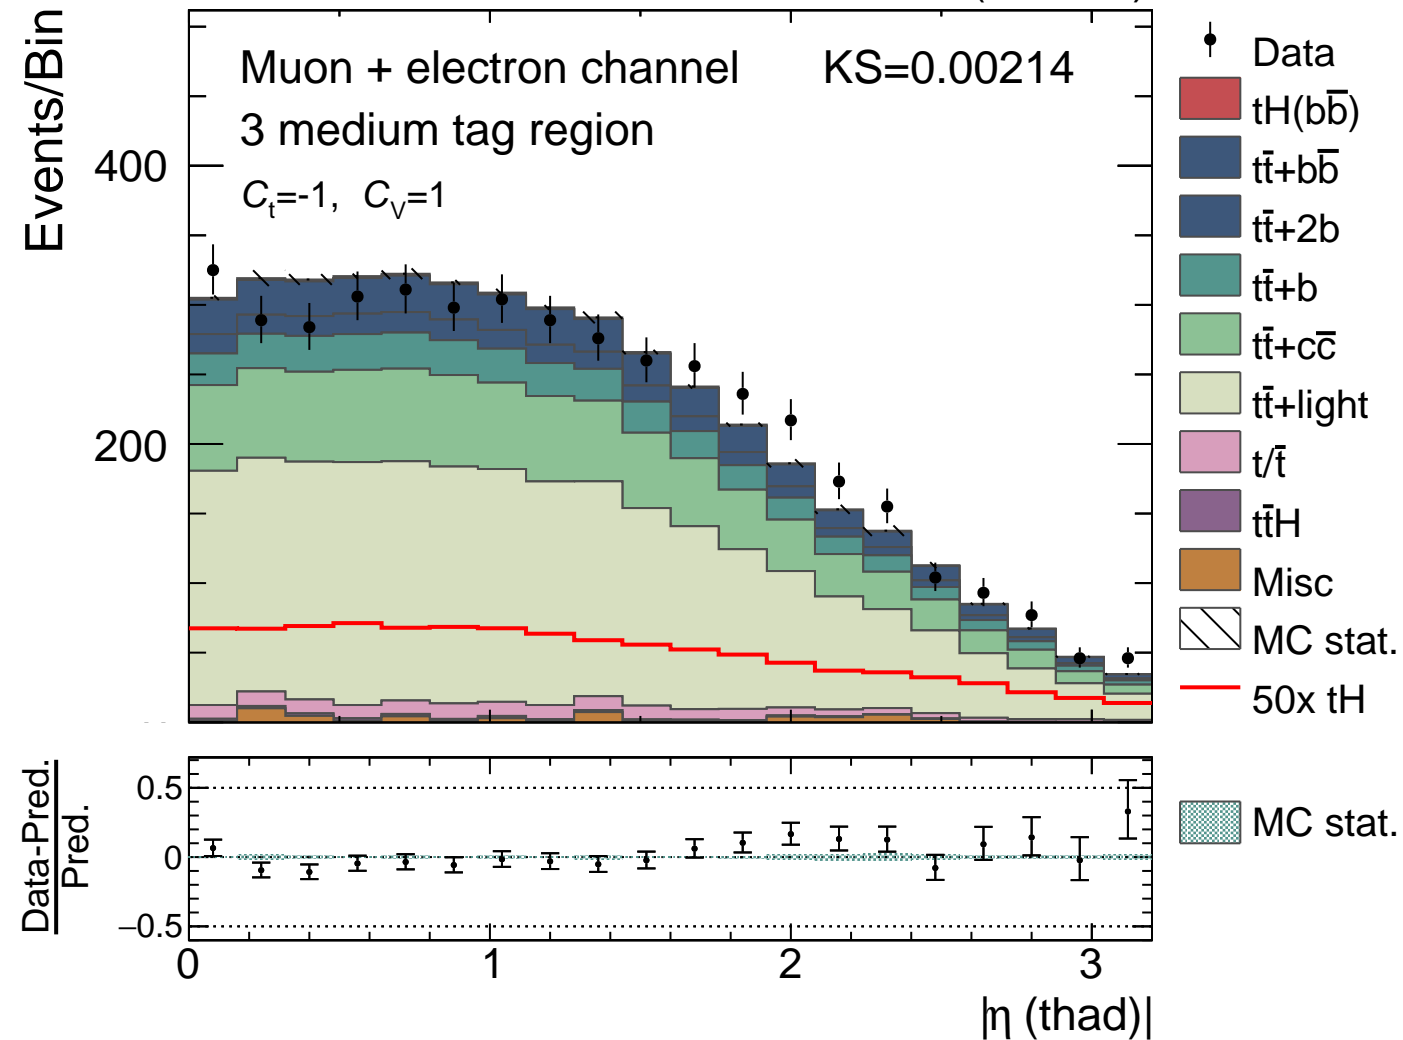 Muon + electron channel KS=0.00214
3 medium tag region
Ct=-1, CV=1
Events/Bin
400
200
Data
tH(bb̄)
tt̄+bb̄
tt̄+2b
tt̄+b
tt̄+cc̄
tt̄+light
t/t̄
tt̄H
Misc
MC stat.
50x tH
Data-Pred.
Pred.
0.5
0
−0.5
MC stat.
0 1 2 3
|η (thad)|